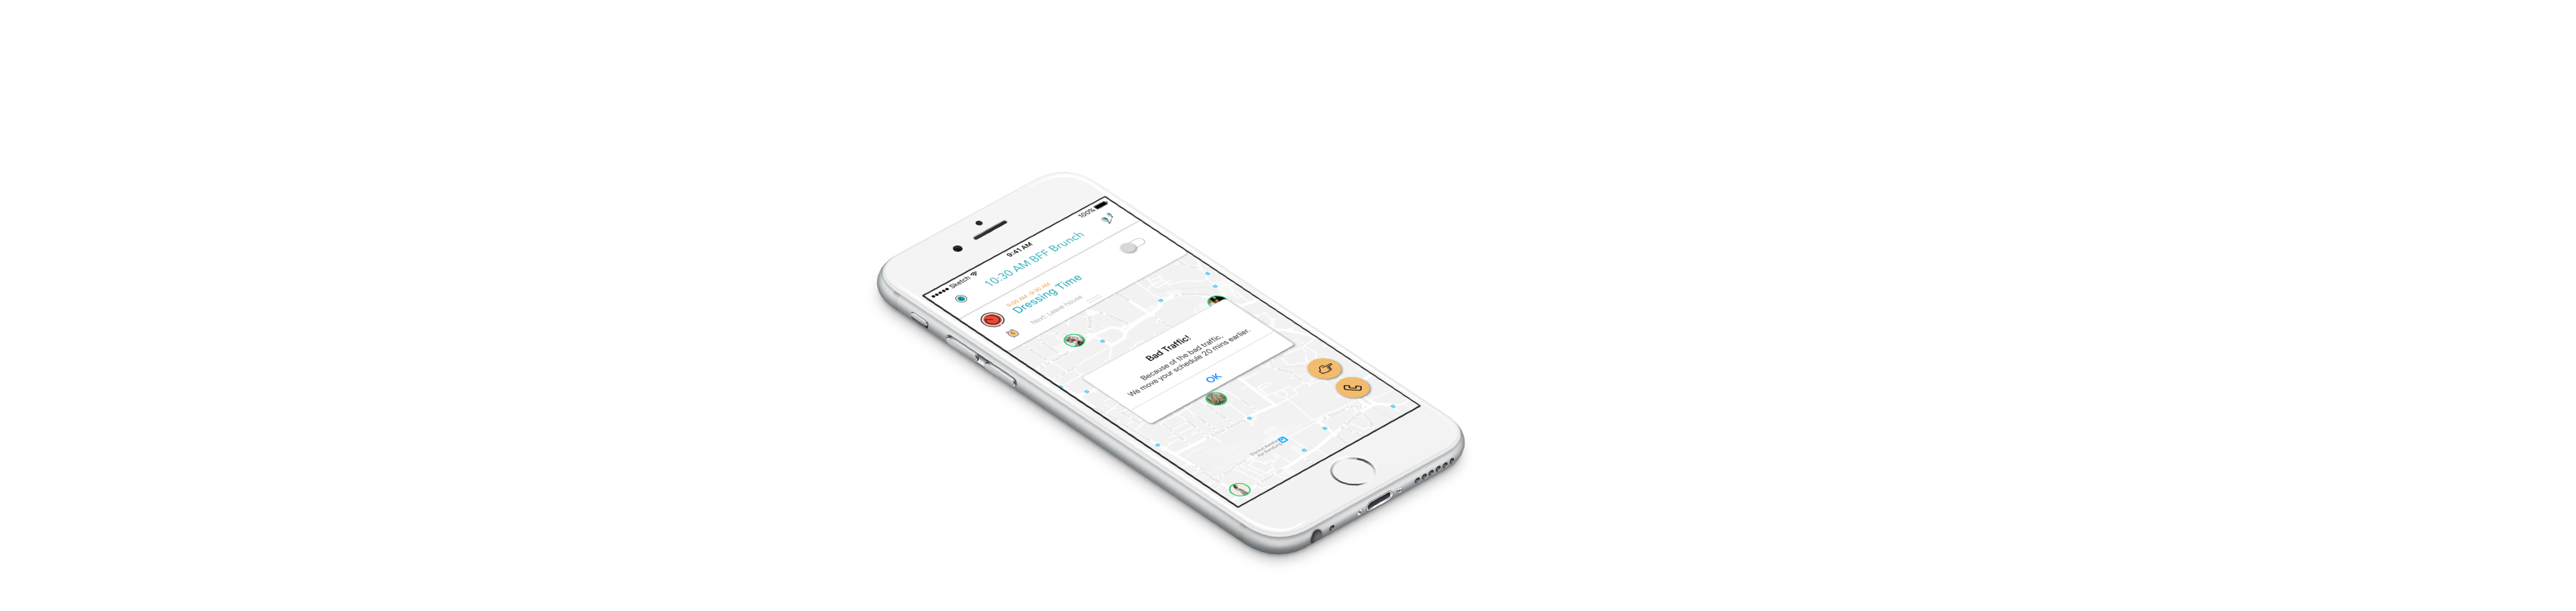 Sketch
9:41 AM
100%
10:30 AM BFF Brunch
9:00 AM -9:30 AM
Dressing Time
Next: Leave house
Bad Traffic!
Because of the bad traffic,
We move your schedule 20 mins earlier.
OK